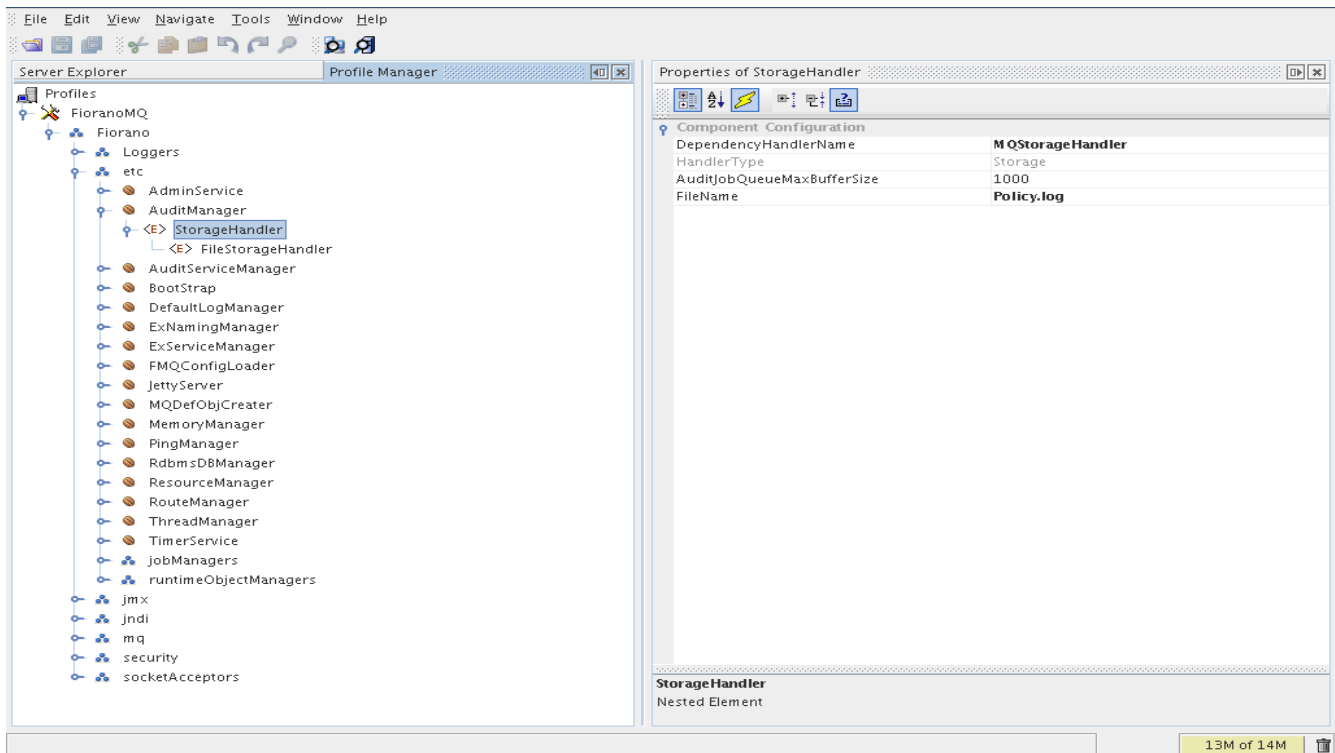 File Edit View Navigate Tools Window Help
Server Explorer
Profile Manager
Profiles
FioranoMQ
Fiorano
Loggers
etc
AdminService
AuditManager
<E> StorageHandler
<E> FileStorageHandler
AuditServiceManager
BootStrap
DefaultLogManager
ExNamingManager
ExServiceManager
FMQConfigLoader
JettyServer
MQDefObjCreater
MemoryManager
PingManager
RdbmsDBManager
ResourceManager
RouteManager
ThreadManager
TimerService
jobManagers
runtimeObjectManagers
jmx
jndi
mq
security
socketAcceptors
Properties of StorageHandler
Component Configuration
DependencyHandlerName MQStorageHandler
HandlerType Storage
AuditJobQueueMaxBufferSize 1000
FileName Policy.log
StorageHandler
Nested Element
13M of 14M